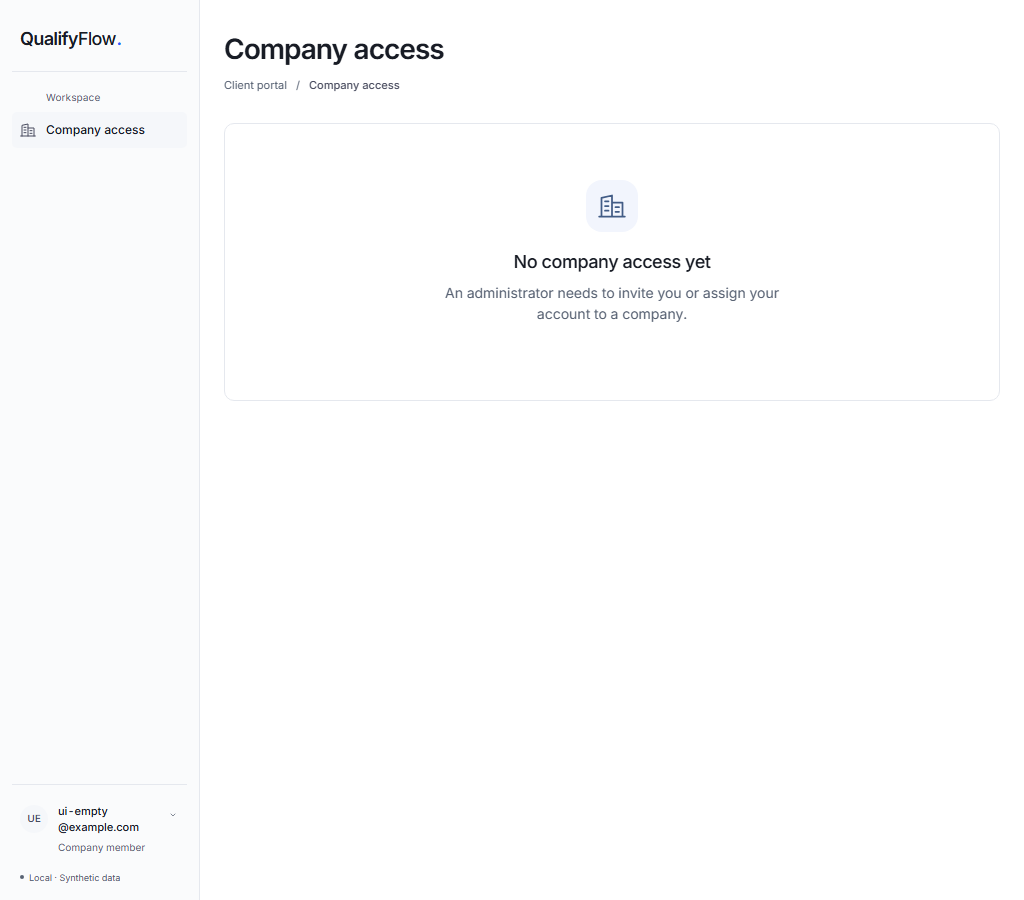 QualifyFlow.
Workspace
Company access
Company access
Client portal / Company access
No company access yet
An administrator needs to invite you or assign your
account to a company.
UE
ui-empty
@example.com
Company member
Local · Synthetic data